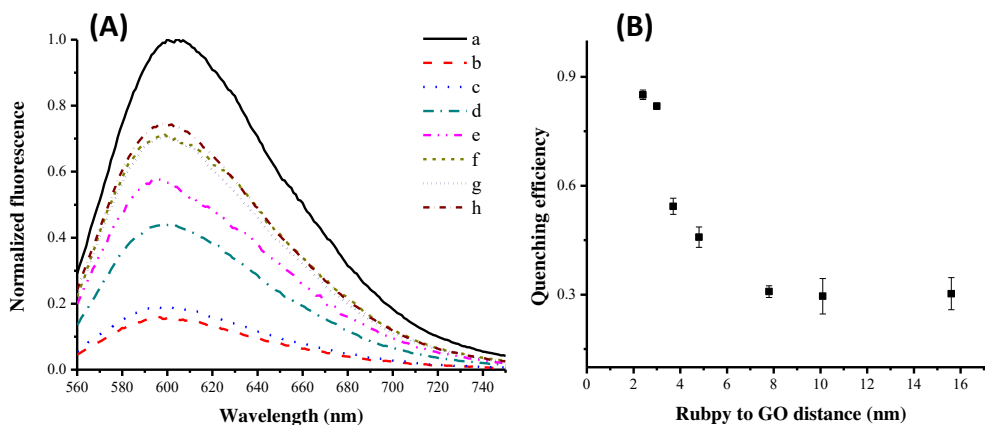 (A)
1.0
0.8
0.6
0.4
0.2
0.0
560 580 600 620 640 660 680 700 720 740
Wavelength (nm)
Normalized fluorescence
a
b
c
d
e
f
g
h
(B)
0.9
0.6
0.3
0 2 4 6 8 10 12 14 16
Rubpy to GO distance (nm)
Quenching efficiency